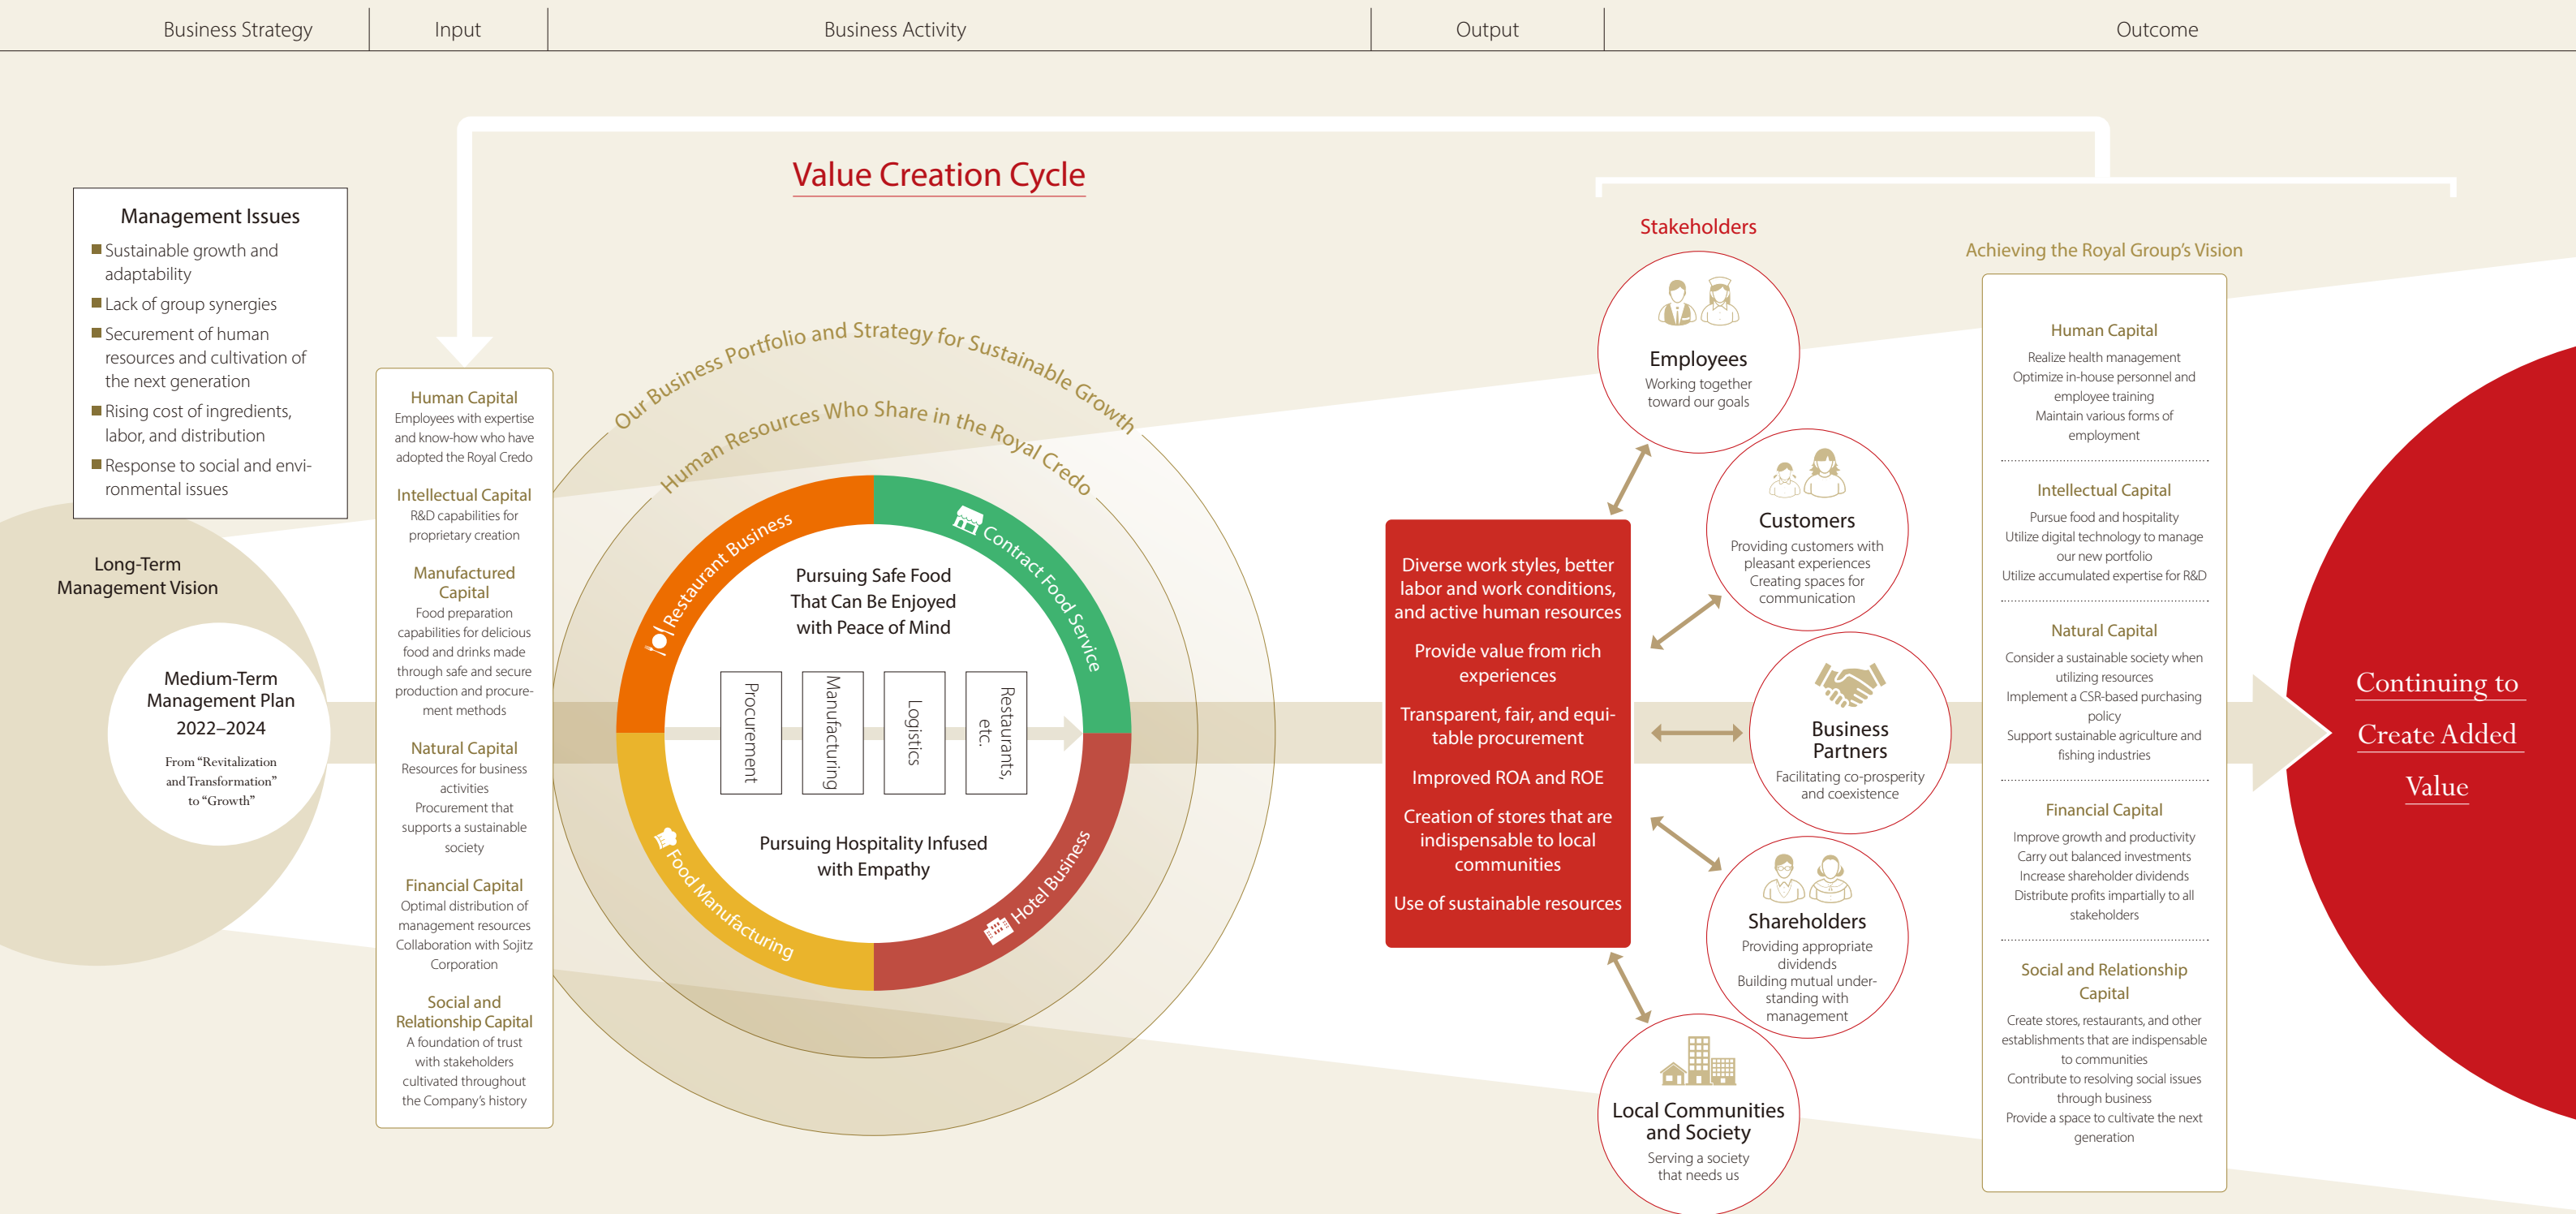 Business Strategy
Input
Business Activity
Output
Outcome
Value Creation Cycle
Management Issues
Sustainable growth and
adaptability
Lack of group synergies
Securement of human
resources and cultivation of
the next generation
Rising cost of ingredients,
labor, and distribution
Response to social and envi-
ronmental issues
Long-Term
Management Vision
Medium-Term
Management Plan
2022–2024
From “Revitalization
and Transformation”
to “Growth”
Human Capital
Employees with expertise
and know-how who have
adopted the Royal Credo
Intellectual Capital
R&D capabilities for
proprietary creation
Manufactured
Capital
Food preparation
capabilities for delicious
food and drinks made
through safe and secure
production and procure-
ment methods
Natural Capital
Resources for business
activities
Procurement that
supports a sustainable
society
Financial Capital
Optimal distribution of
management resources
Collaboration with Sojitz
Corporation
Social and
Relationship Capital
A foundation of trust
with stakeholders
cultivated throughout
the Company’s history
Our Business Portfolio and Strategy for Sustainable Growth
Human Resources Who Share in the Royal Credo
Restaurant Business
Contract Food Service
Food Manufacturing
Hotel Business
Pursuing Safe Food
That Can Be Enjoyed
with Peace of Mind
Procurement
Manufacturing
Logistics
Restaurants,
etc.
Pursuing Hospitality Infused
with Empathy
Diverse work styles, better
labor and work conditions,
and active human resources
Provide value from rich
experiences
Transparent, fair, and equi-
table procurement
Improved ROA and ROE
Creation of stores that are
indispensable to local
communities
Use of sustainable resources
Stakeholders
Employees
Working together
toward our goals
Customers
Providing customers with
pleasant experiences
Creating spaces for
communication
Business
Partners
Facilitating co-prosperity
and coexistence
Shareholders
Providing appropriate
dividends
Building mutual under-
standing with
management
Local Communities
and Society
Serving a society
that needs us
Achieving the Royal Group’s Vision
Human Capital
Realize health management
Optimize in-house personnel and
employee training
Maintain various forms of
employment
Intellectual Capital
Pursue food and hospitality
Utilize digital technology to manage
our new portfolio
Utilize accumulated expertise for R&D
Natural Capital
Consider a sustainable society when
utilizing resources
Implement a CSR-based purchasing
policy
Support sustainable agriculture and
fishing industries
Financial Capital
Improve growth and productivity
Carry out balanced investments
Increase shareholder dividends
Distribute profits impartially to all
stakeholders
Social and Relationship
Capital
Create stores, restaurants, and other
establishments that are indispensable
to communities
Contribute to resolving social issues
through business
Provide a space to cultivate the next
generation
Continuing to
Create Added
Value